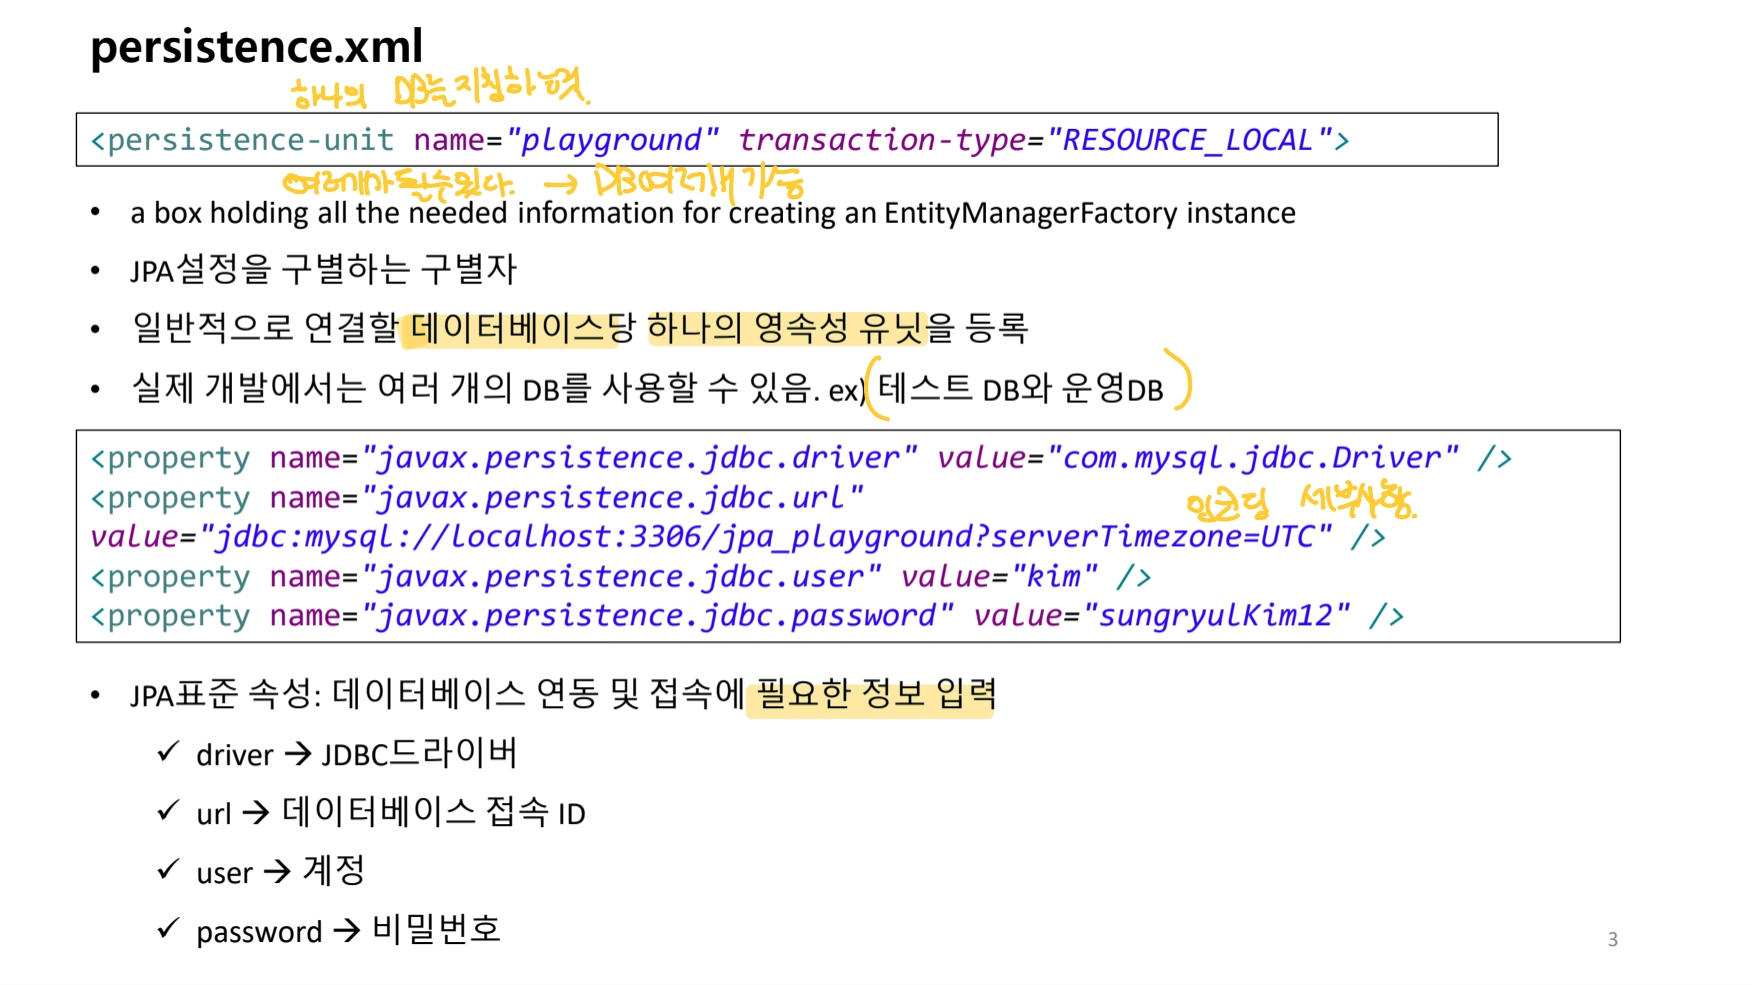 persistence.xml
하나의 DB를 지칭하는것.
<persistence-unit name="playground" transaction-type="RESOURCE_LOCAL">
여러개가 될수있다. → DB여러개 가능
• a box holding all the needed information for creating an EntityManagerFactory instance
• JPA설정을 구별하는 구별자
• 일반적으로 연결할 데이터베이스당 하나의 영속성 유닛을 등록
• 실제 개발에서는 여러 개의 DB를 사용할 수 있음. ex) 테스트 DB와 운영DB
<property name="javax.persistence.jdbc.driver" value="com.mysql.jdbc.Driver" />
<property name="javax.persistence.jdbc.url"
세부사항.
value="jdbc:mysql://localhost:3306/jpa_playground?serverTimezone=UTC" />
<property name="javax.persistence.jdbc.user" value="kim" />
<property name="javax.persistence.jdbc.password" value="sungryulKim12" />
• JPA표준 속성: 데이터베이스 연동 및 접속에 필요한 정보 입력
✓ driver → JDBC드라이버
✓ url → 데이터베이스 접속 ID
✓ user → 계정
✓ password → 비밀번호
3